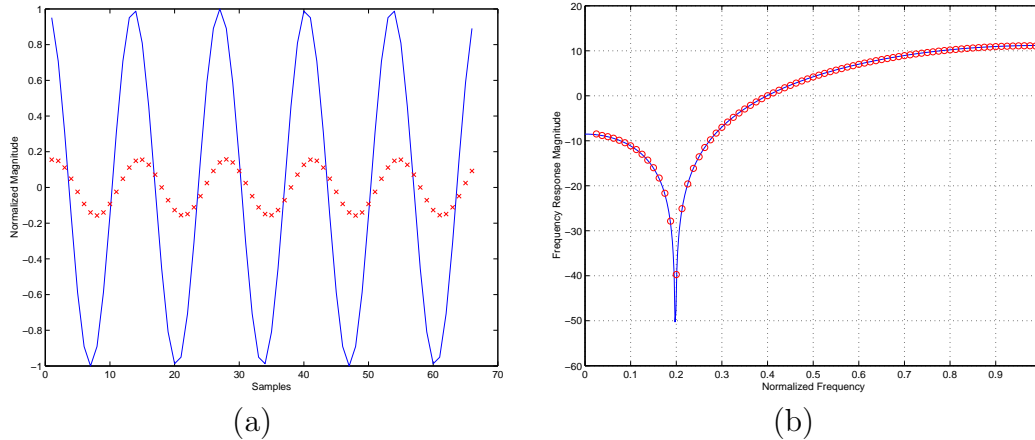 1
0.8
0.6
0.4
0.2
0
−0.2
−0.4
−0.6
−0.8
−1
Normalized Magnitude
0 10 20 30 40 50 60 70
Samples
(a)
20
10
0
−10
−20
−30
−40
−50
−60
Frequency Response Magnitude
0 0.1 0.2 0.3 0.4 0.5 0.6 0.7 0.8 0.9
Normalized Frequency
(b)